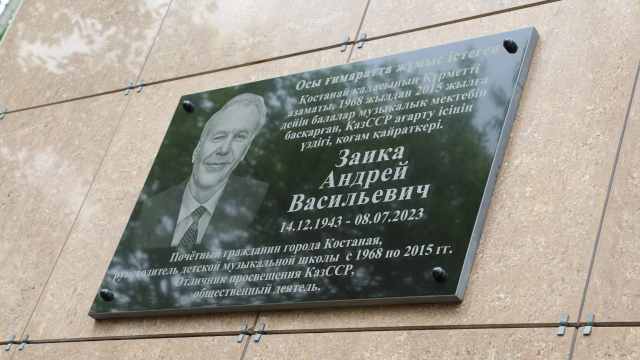 Осы ғимаратта жұмыс істеген
Қостанай қаласының Құрметті
азаматы, 1968 жылдан 2015 жылға
дейін балалар музыкалық мектебін
басқарған, ҚазССР ағарту ісінің
үздігі, қоғам қайраткері.
Заика
Андрей
Васильевич
14.12.1943 - 08.07.2023
Почётный гражданин города Костаная,
руководитель детской музыкальной школы с 1968 по 2015 гг.
Отличник просвещения КазССР,
общественный деятель.